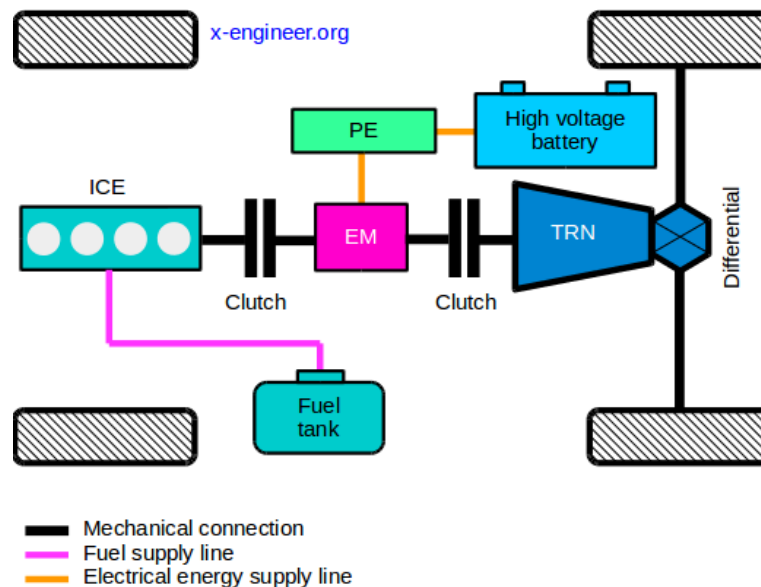 x-engineer.org
PE
High voltage
battery
ICE
EM
TRN
Differential
Clutch
Clutch
Fuel
tank
Mechanical connection
Fuel supply line
Electrical energy supply line